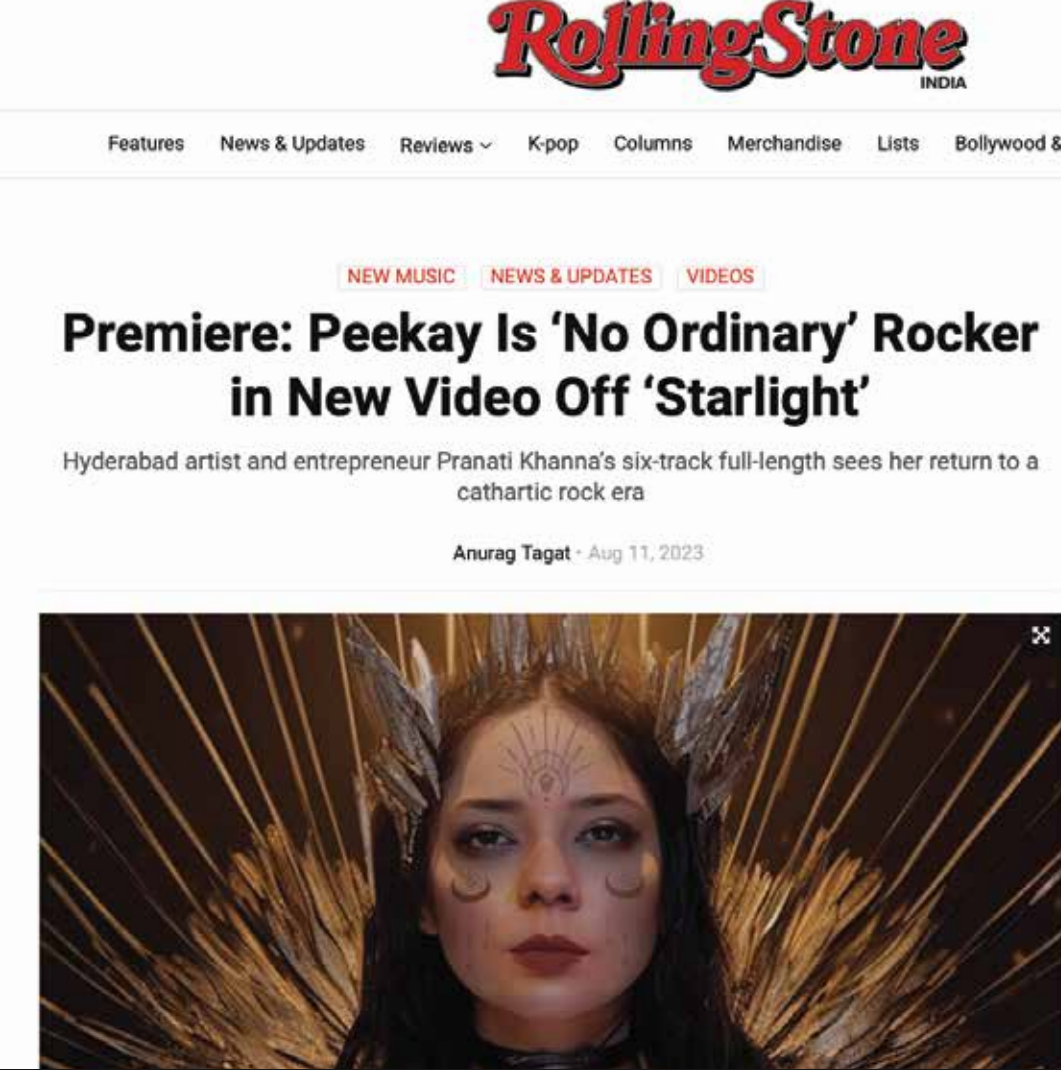 RollingStone
INDIA
Features News & Updates Reviews K-pop Columns Merchandise Lists Bollywood &
NEW MUSIC NEWS & UPDATES VIDEOS
Premiere: Peekay Is ‘No Ordinary’ Rocker
in New Video Off ‘Starlight’
Hyderabad artist and entrepreneur Pranati Khanna’s six-track full-length sees her return to a
cathartic rock era
Anurag Tagat · Aug 11, 2023